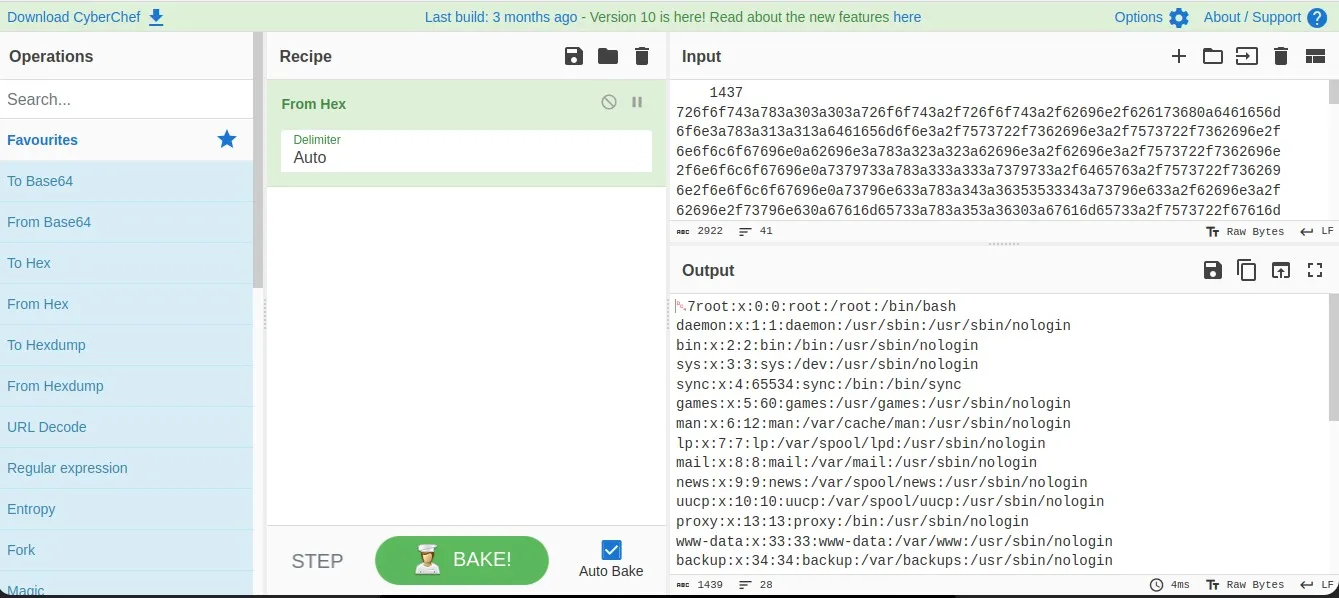 Download CyberChef
Last build: 3 months ago - Version 10 is here! Read about the new features here
Options
About / Support
Operations
Search...
Favourites
To Base64
From Base64
To Hex
From Hex
To Hexdump
From Hexdump
URL Decode
Regular expression
Entropy
Fork
Magic
Recipe
From Hex
Delimiter
Auto
STEP
BAKE!
Auto Bake
Input
1437
726f6f743a783a303a303a726f6f743a2f726f6f743a2f62696e2f626173680a6461656d
6f6e3a783a313a313a6461656d6f6e3a2f7573722f7362696e3a2f7573722f7362696e2f
6e6f6c6f67696e0a62696e3a783a323a323a62696e3a2f62696e3a2f7573722f7362696e
2f6e6f6c6f67696e0a7379733a783a333a333a7379733a2f6465763a2f7573722f736269
6e2f6e6f6c6f67696e0a73796e633a783a343a36353533343a73796e633a2f62696e3a2f
62696e2f73796e630a67616d65733a783a353a36303a67616d65733a2f7573722f67616d
2922
41
Raw Bytes
LF
Output
7root:x:0:0:root:/root:/bin/bash
daemon:x:1:1:daemon:/usr/sbin:/usr/sbin/nologin
bin:x:2:2:bin:/bin:/usr/sbin/nologin
sys:x:3:3:sys:/dev:/usr/sbin/nologin
sync:x:4:65534:sync:/bin:/bin/sync
games:x:5:60:games:/usr/games:/usr/sbin/nologin
man:x:6:12:man:/var/cache/man:/usr/sbin/nologin
lp:x:7:7:lp:/var/spool/lpd:/usr/sbin/nologin
mail:x:8:8:mail:/var/mail:/usr/sbin/nologin
news:x:9:9:news:/var/spool/news:/usr/sbin/nologin
uucp:x:10:10:uucp:/var/spool/uucp:/usr/sbin/nologin
proxy:x:13:13:proxy:/bin:/usr/sbin/nologin
www-data:x:33:33:www-data:/var/www:/usr/sbin/nologin
backup:x:34:34:backup:/var/backups:/usr/sbin/nologin
1439
28
4ms
Raw Bytes
LF